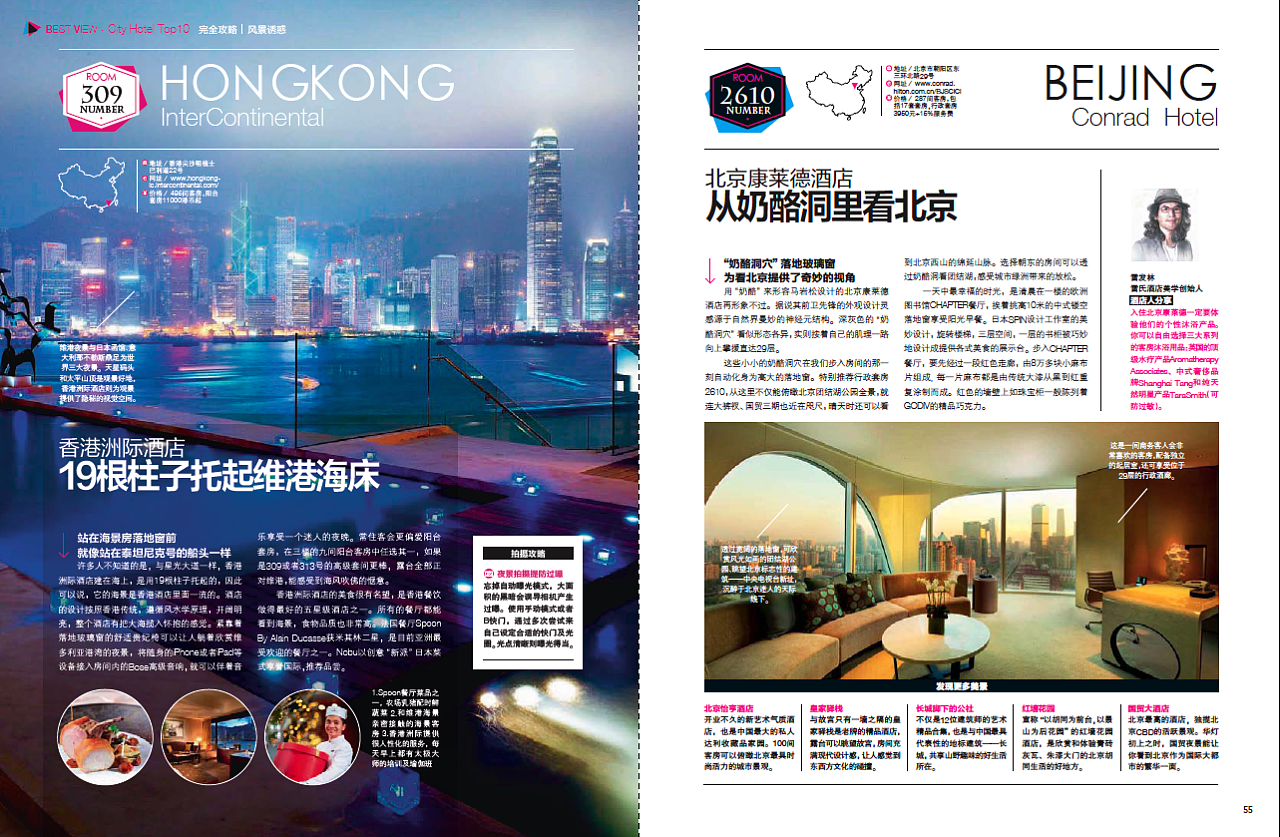 BEST VIEW - City Hotel Top10 完全攻略 | 风景诱惑
ROOM
309
NUMBER
HONGKONG
InterContinental
地址 / 香港尖沙咀梳士
巴利道22号
网址 / www.hongkong-
ic.intercontinental.com/
价格 / 495间客房,阳台
套房11000港币起
维港夜景与日本函馆、意
大利那不勒斯鼎足为世
界三大夜景。天星码头
和太平山顶是观景好地,
香港洲际酒店则为观景
提供了隐秘的视觉空间。
香港洲际酒店
19根柱子托起维港海床
站在海景房落地窗前
就像站在泰坦尼克号的船头一样
许多人不知道的是，与星光大道一样，香港
洲际酒店建在海上，是用19根柱子托起的，因此
可以说，它的海景是香港酒店里面一流的。酒店
的设计按照香港传统，遵循风水学原理，开阔明
亮，整个酒店有把大海揽入怀抱的感觉。紧靠着
落地玻璃窗的舒适贵妃椅可以让人躺着欣赏维
多利亚港湾的夜景，将随身的iPhone或者iPad等
设备接入房间内的Bose高级音响，就可以伴着音
乐享受一个迷人的夜晚。常住客会更偏爱阳台
套房，在三楼的九间阳台客房中任选其一，如果
是309或者313号的高级套间更棒，露台全部正
对维港,能感受到海风吹佛的惬意。
香港洲际酒店的美食很有名望，是香港餐饮
做得最好的五星级酒店之一。所有的餐厅都能
看到海景，食物品质也非常高。法国餐厅Spoon
By Alain Ducasse获米其林二星，是目前亚洲最
受欢迎的餐厅之一。Nobu以创意“新派”日本菜
式享誉国际,推荐品尝。
拍摄攻略
夜景拍摄提防过曝
忘掉自动曝光模式，大面
积的黑暗会误导相机产生
过曝。使用手动模式或者
B快门，通过多次尝试来
自己设定合适的快门及光
圈。光点清晰则曝光得当。
1.Spoon餐厅菜品之
一，农场乳猪配时鲜
蔬菜 2.和维港海景
亲密接触的海景客
房 3.香港洲际提供
很人性化的服务，每
天早上都有太极大
师的培训及瑜伽班
ROOM
2610
NUMBER
地址 / 北京市朝阳区东
三环北路29号
网址 / www.conrad.
hilton.com.cn/BJSCICI
价格 / 287间客房,包
括17套套房,行政套房
3950元+15%服务费
BEIJING
Conrad Hotel
北京康莱德酒店
从奶酪洞里看北京
“奶酪洞穴”落地玻璃窗
为看北京提供了奇妙的视角
用“奶酪”来形容马岩松设计的北京康莱德
酒店再形象不过。据说其前卫先锋的外观设计灵
感源于自然界曼妙的神经元结构。深灰色的“奶
酪洞穴”看似形态各异，实则按着自己的肌理一路
向上攀援直达29层。
这些小小的奶酪洞穴在我们步入房间的那一
刻自动化身为高大的落地窗。特别推荐行政套房
2610，从这里不仅能俯瞰北京团结湖公园全景，就
连大裤衩、国贸三期也近在咫尺，晴天时还可以看
到北京西山的绵延山脉。选择朝东的房间可以透
过奶酪洞看团结湖,感受城市绿洲带来的放松。
一天中最幸福的时光，是清晨在一楼的欧洲
图书馆CHAPTER餐厅，挨着挑高10米的中式镂空
落地窗享受阳光早餐。日本SPIN设计工作室的美
妙设计，旋转楼梯，三层空间，一层的书柜被巧妙
地设计成提供各式美食的展示台。步入CHAPTER
餐厅，要先经过一段红色走廊，由8万多块小麻布
片组成，每一片麻布都是由传统大漆从黑到红重
复涂制而成。红色的墙壁上如珠宝柜一般陈列着
GODIV的精品巧克力。
雷发林
雷氏酒店美学创始人
酒店人分享
入住北京康莱德一定要体
验他们的个性沐浴产品。
你可以自由选择三大系列
的客房沐浴用品:英国的顶
级水疗产品Aromatherapy
Associates、中式奢侈品
牌Shanghai Tang和纯天
然明星产品TaraSmith(可
防过敏)。
这是一间商务客人会非
常喜欢的客房,配备独立
的起居室,还可享受位于
29层的行政酒廊。
透过宽阔的落地窗,可欣
赏风光如画的团结湖公
园,眺望北京标志性的建
筑——中央电视台新址,
沉醉于北京迷人的天际
线下。
发现更多美景
北京怡亨酒店
开业不久的新艺术气质酒
店，也是中国最大的私人
达利收藏品家园。100间
客房可以俯瞰北京最具时
尚活力的城市景观。
皇家驿栈
与故宫只有一墙之隔的皇
家驿栈是老牌的精品酒店，
露台可以眺望故宫，房间充
满现代设计感，让人感觉到
东西方文化的碰撞。
长城脚下的公社
不仅是12位建筑师的艺术
精品合集，也是与中国最具
代表性的地标建筑——长
城，共享山野趣味的好生活
所在。
红墙花园
宣称“以胡同为前台,以景
山为后花园”的红墙花园
酒店，是欣赏和体验青砖
灰瓦、朱漆大门的北京胡
同生活的好地方。
国贸大酒店
北京最高的酒店，独揽北
京CBD的活跃景观。华灯
初上之时，国贸夜景能让
你看到北京作为国际大都
市的繁华一面。
55